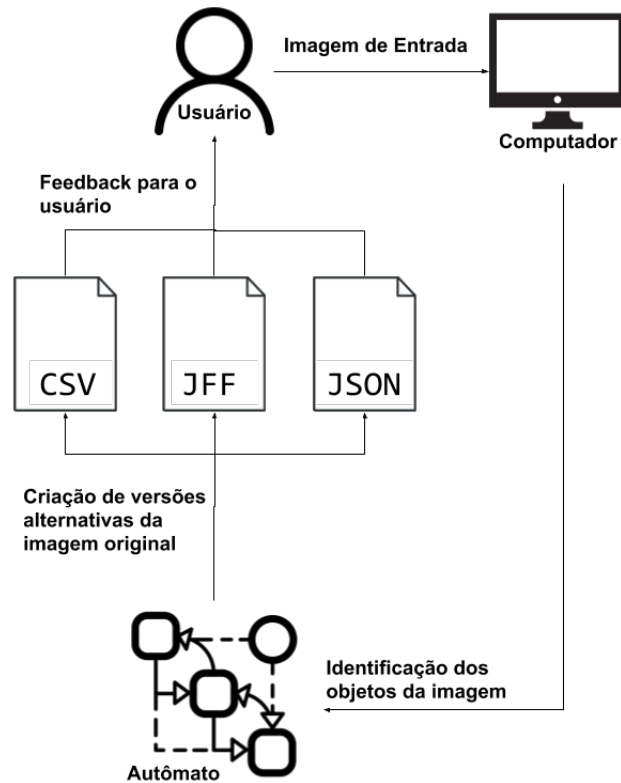 Imagem de Entrada
Usuário
Computador
Feedback para o
usuário
CSV
JFF
JSON
Criação de versões
alternativas da
imagem original
Identificação dos
objetos da imagem
Autômato